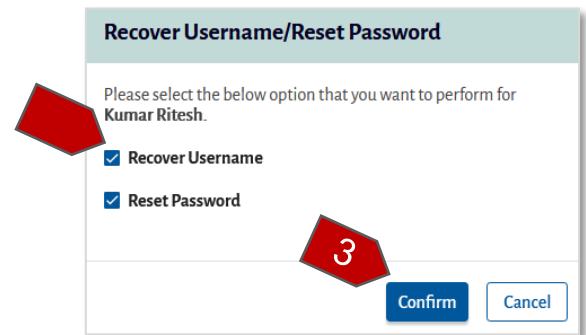 Recover Username/Reset Password
Please select the below option that you want to perform for
Kumar Ritesh.
Recover Username
Reset Password
3
Confirm
Cancel